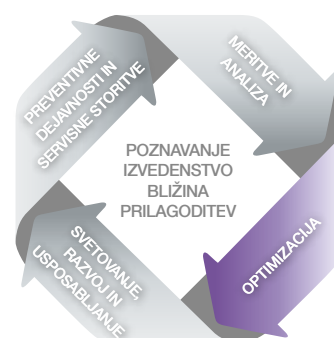 PREVENTIVNE
DEJAVNOSTI IN
SERVISNE STORITVE
MERITVE IN
ANALIZA
POZNAVANJE
IZVEDENSTVO
BLIŽINA
PRILAGODITEV
OPTIMIZACIJA
SVETOVANJE,
RAZVOJ IN
USPOSABLJANJE